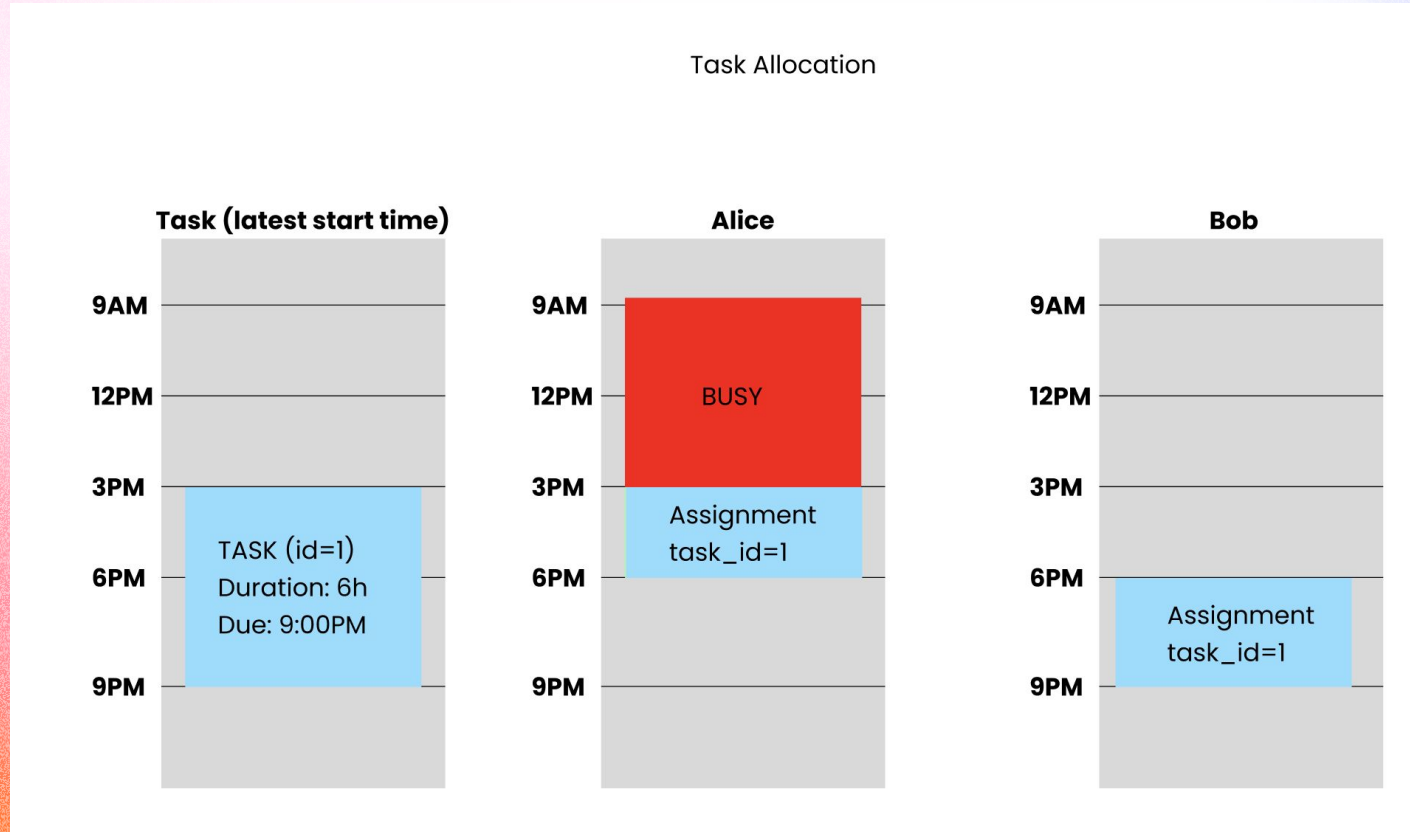 Task Allocation
Task (latest start time)
9AM
12PM
3PM
6PM
9PM
TASK (id=1)
Duration: 6h
Due: 9:00PM
Alice
9AM
12PM
3PM
6PM
9PM
BUSY
Assignment
task_id=1
Bob
9AM
12PM
3PM
6PM
9PM
Assignment
task_id=1